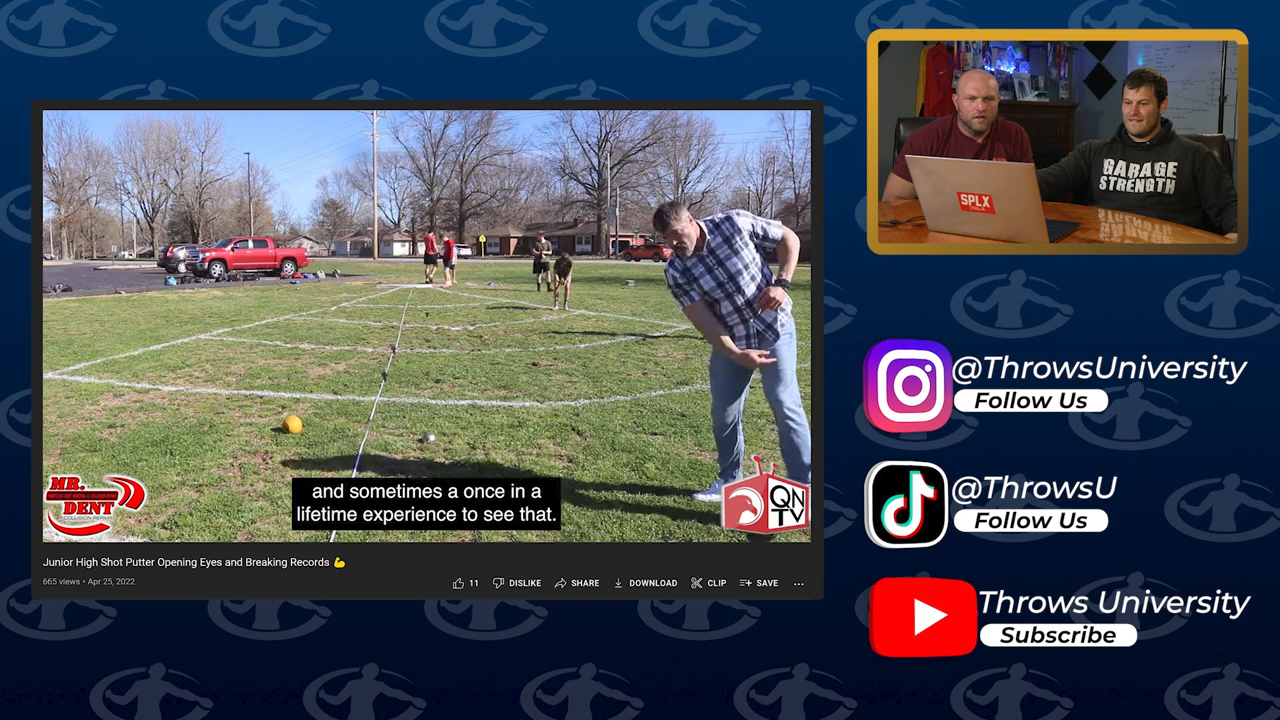 GARAGE
STRENGTH
SPLX
@ThrowsUniversity
Follow Us
@ThrowsU
Follow Us
Throws University
Subscribe
MR.
DENT
COLLISION REPAIR
QN
TV
and sometimes a once in a
lifetime experience to see that.
Junior High Shot Putter Opening Eyes and Breaking Records 💪
665 views • Apr 25, 2022
11 DISLIKE SHARE DOWNLOAD CLIP SAVE ...